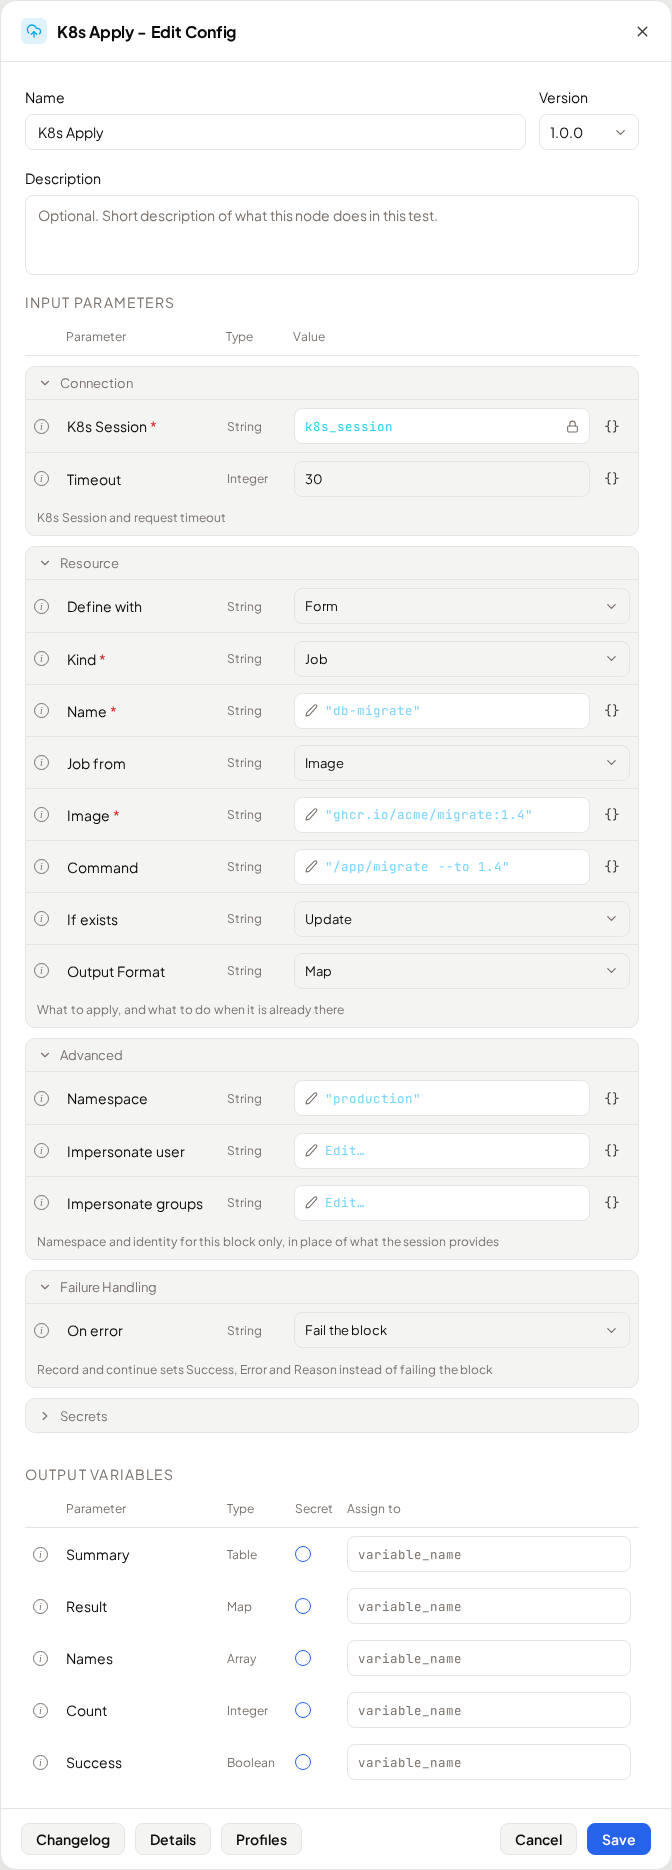 K8s Apply - Edit Config
Name
Version
K8s Apply
1.0.0
Description
Optional. Short description of what this node does in this test.
INPUT PARAMETERS
Parameter Type Value
Connection
K8s Session * String k8s_session {}
Timeout Integer 30 {}
K8s Session and request timeout
Resource
Define with String Form
Kind * String Job
Name * String "db-migrate" {}
Job from String Image
Image * String "ghcr.io/acme/migrate:1.4" {}
Command String "/app/migrate --to 1.4" {}
If exists String Update
Output Format String Map
What to apply, and what to do when it is already there
Advanced
Namespace String "production" {}
Impersonate user String Edit… {}
Impersonate groups String Edit… {}
Namespace and identity for this block only, in place of what the session provides
Failure Handling
On error String Fail the block
Record and continue sets Success, Error and Reason instead of failing the block
Secrets
OUTPUT VARIABLES
Parameter Type Secret Assign to
Summary Table variable_name
Result Map variable_name
Names Array variable_name
Count Integer variable_name
Success Boolean variable_name
Changelog Details Profiles Cancel Save